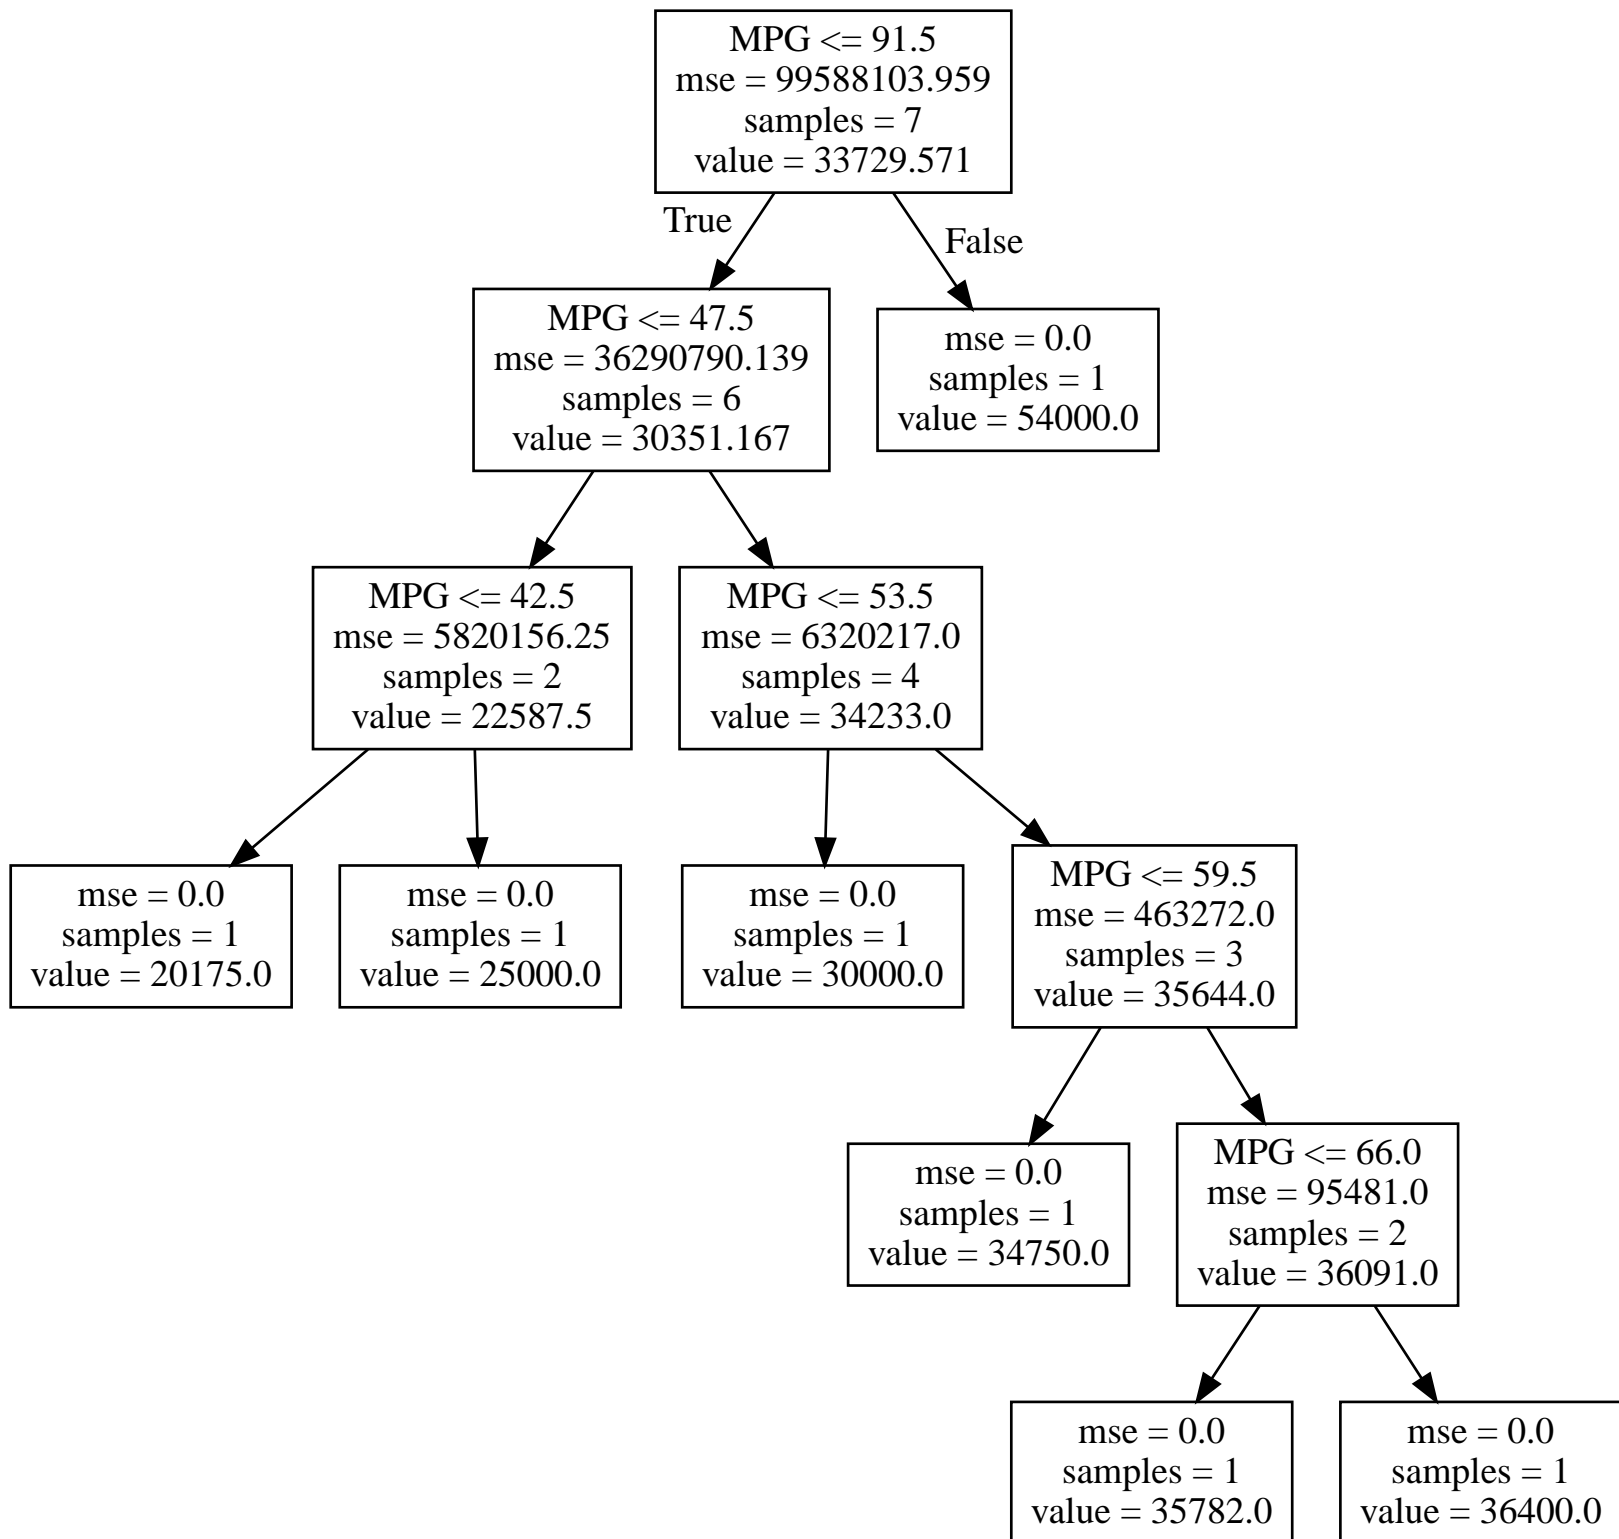 MPG <= 91.5
mse = 99588103.959
samples = 7
value = 33729.571
True
False
MPG <= 47.5
mse = 36290790.139
samples = 6
value = 30351.167
mse = 0.0
samples = 1
value = 54000.0
MPG <= 42.5
mse = 5820156.25
samples = 2
value = 22587.5
MPG <= 53.5
mse = 6320217.0
samples = 4
value = 34233.0
mse = 0.0
samples = 1
value = 20175.0
mse = 0.0
samples = 1
value = 25000.0
mse = 0.0
samples = 1
value = 30000.0
MPG <= 59.5
mse = 463272.0
samples = 3
value = 35644.0
mse = 0.0
samples = 1
value = 34750.0
MPG <= 66.0
mse = 95481.0
samples = 2
value = 36091.0
mse = 0.0
samples = 1
value = 35782.0
mse = 0.0
samples = 1
value = 36400.0